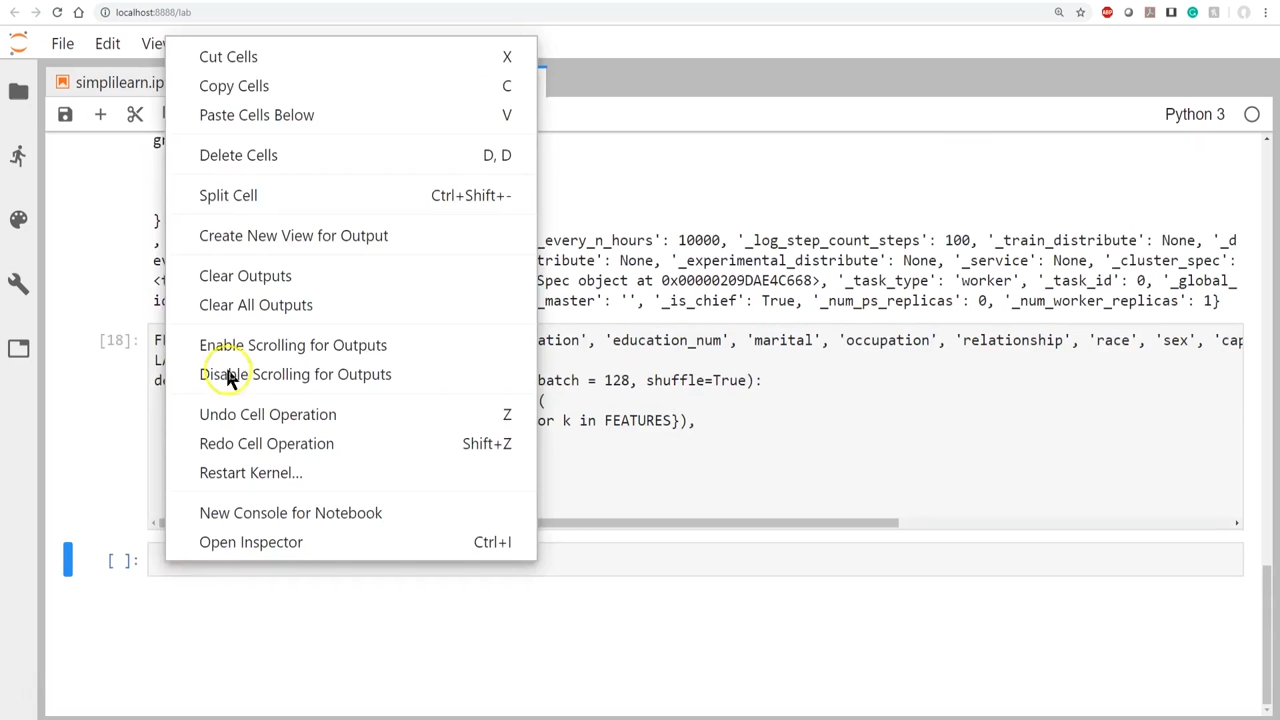 localhost:8888/lab
File Edit
simplilearn.ip
Python 3
Cut Cells X
Copy Cells C
Paste Cells Below V
Delete Cells D, D
Split Cell Ctrl+Shift+-
Create New View for Output
Clear Outputs
Clear All Outputs
Enable Scrolling for Outputs
Disable Scrolling for Outputs
Undo Cell Operation Z
Redo Cell Operation Shift+Z
Restart Kernel...
New Console for Notebook
Open Inspector Ctrl+I
}
, _every_n_hours': 10000, '_log_step_count_steps': 100, '_train_distribute': None, '_d
ev tribute': None, '_experimental_distribute': None, '_service': None, '_cluster_spec':
<t Spec object at 0x00000209DAE4C668>, '_task_type': 'worker', '_task_id': 0, '_global_
id _master': '', '_is_chief': True, '_num_ps_replicas': 0, '_num_worker_replicas': 1}
[18]: ation', 'education_num', 'marital', 'occupation', 'relationship', 'race', 'sex', 'cap
batch = 128, shuffle=True):
(
or k in FEATURES}),
[ ]: